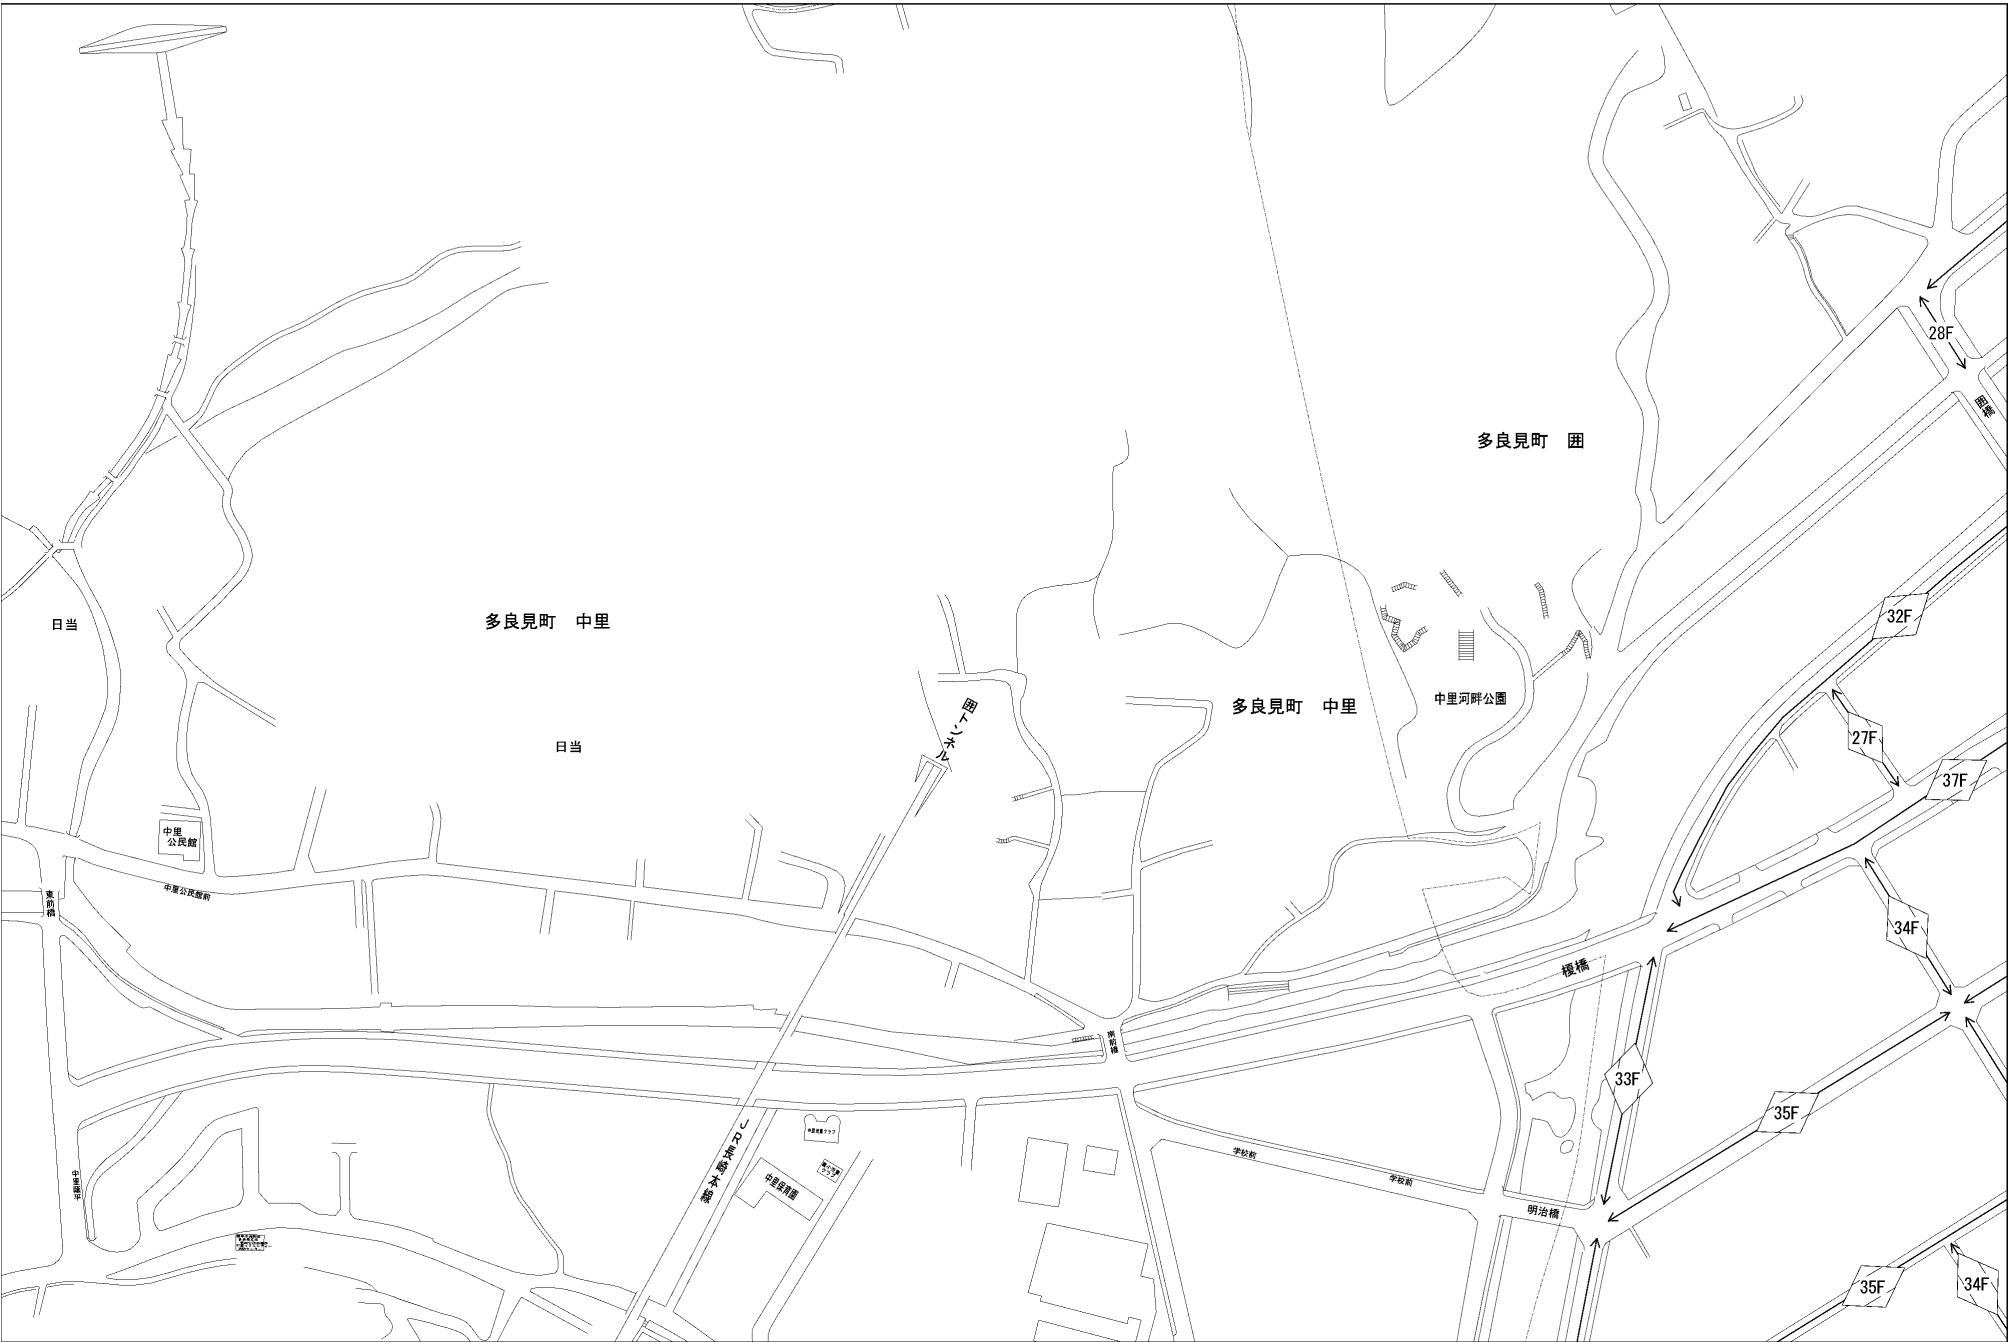 28F
囲橋
多良見町　囲
32F
日当
多良見町　中里
囲トンネル
多良見町　中里
中里河畔公園
27F
日当
37F
中里
公民館
中里公民館前
東前橋
34F
榎橋
南前橋
33F
35F
ＪＲ長崎本線
学校前
学校前
中里保育園
明治橋
35F
34F